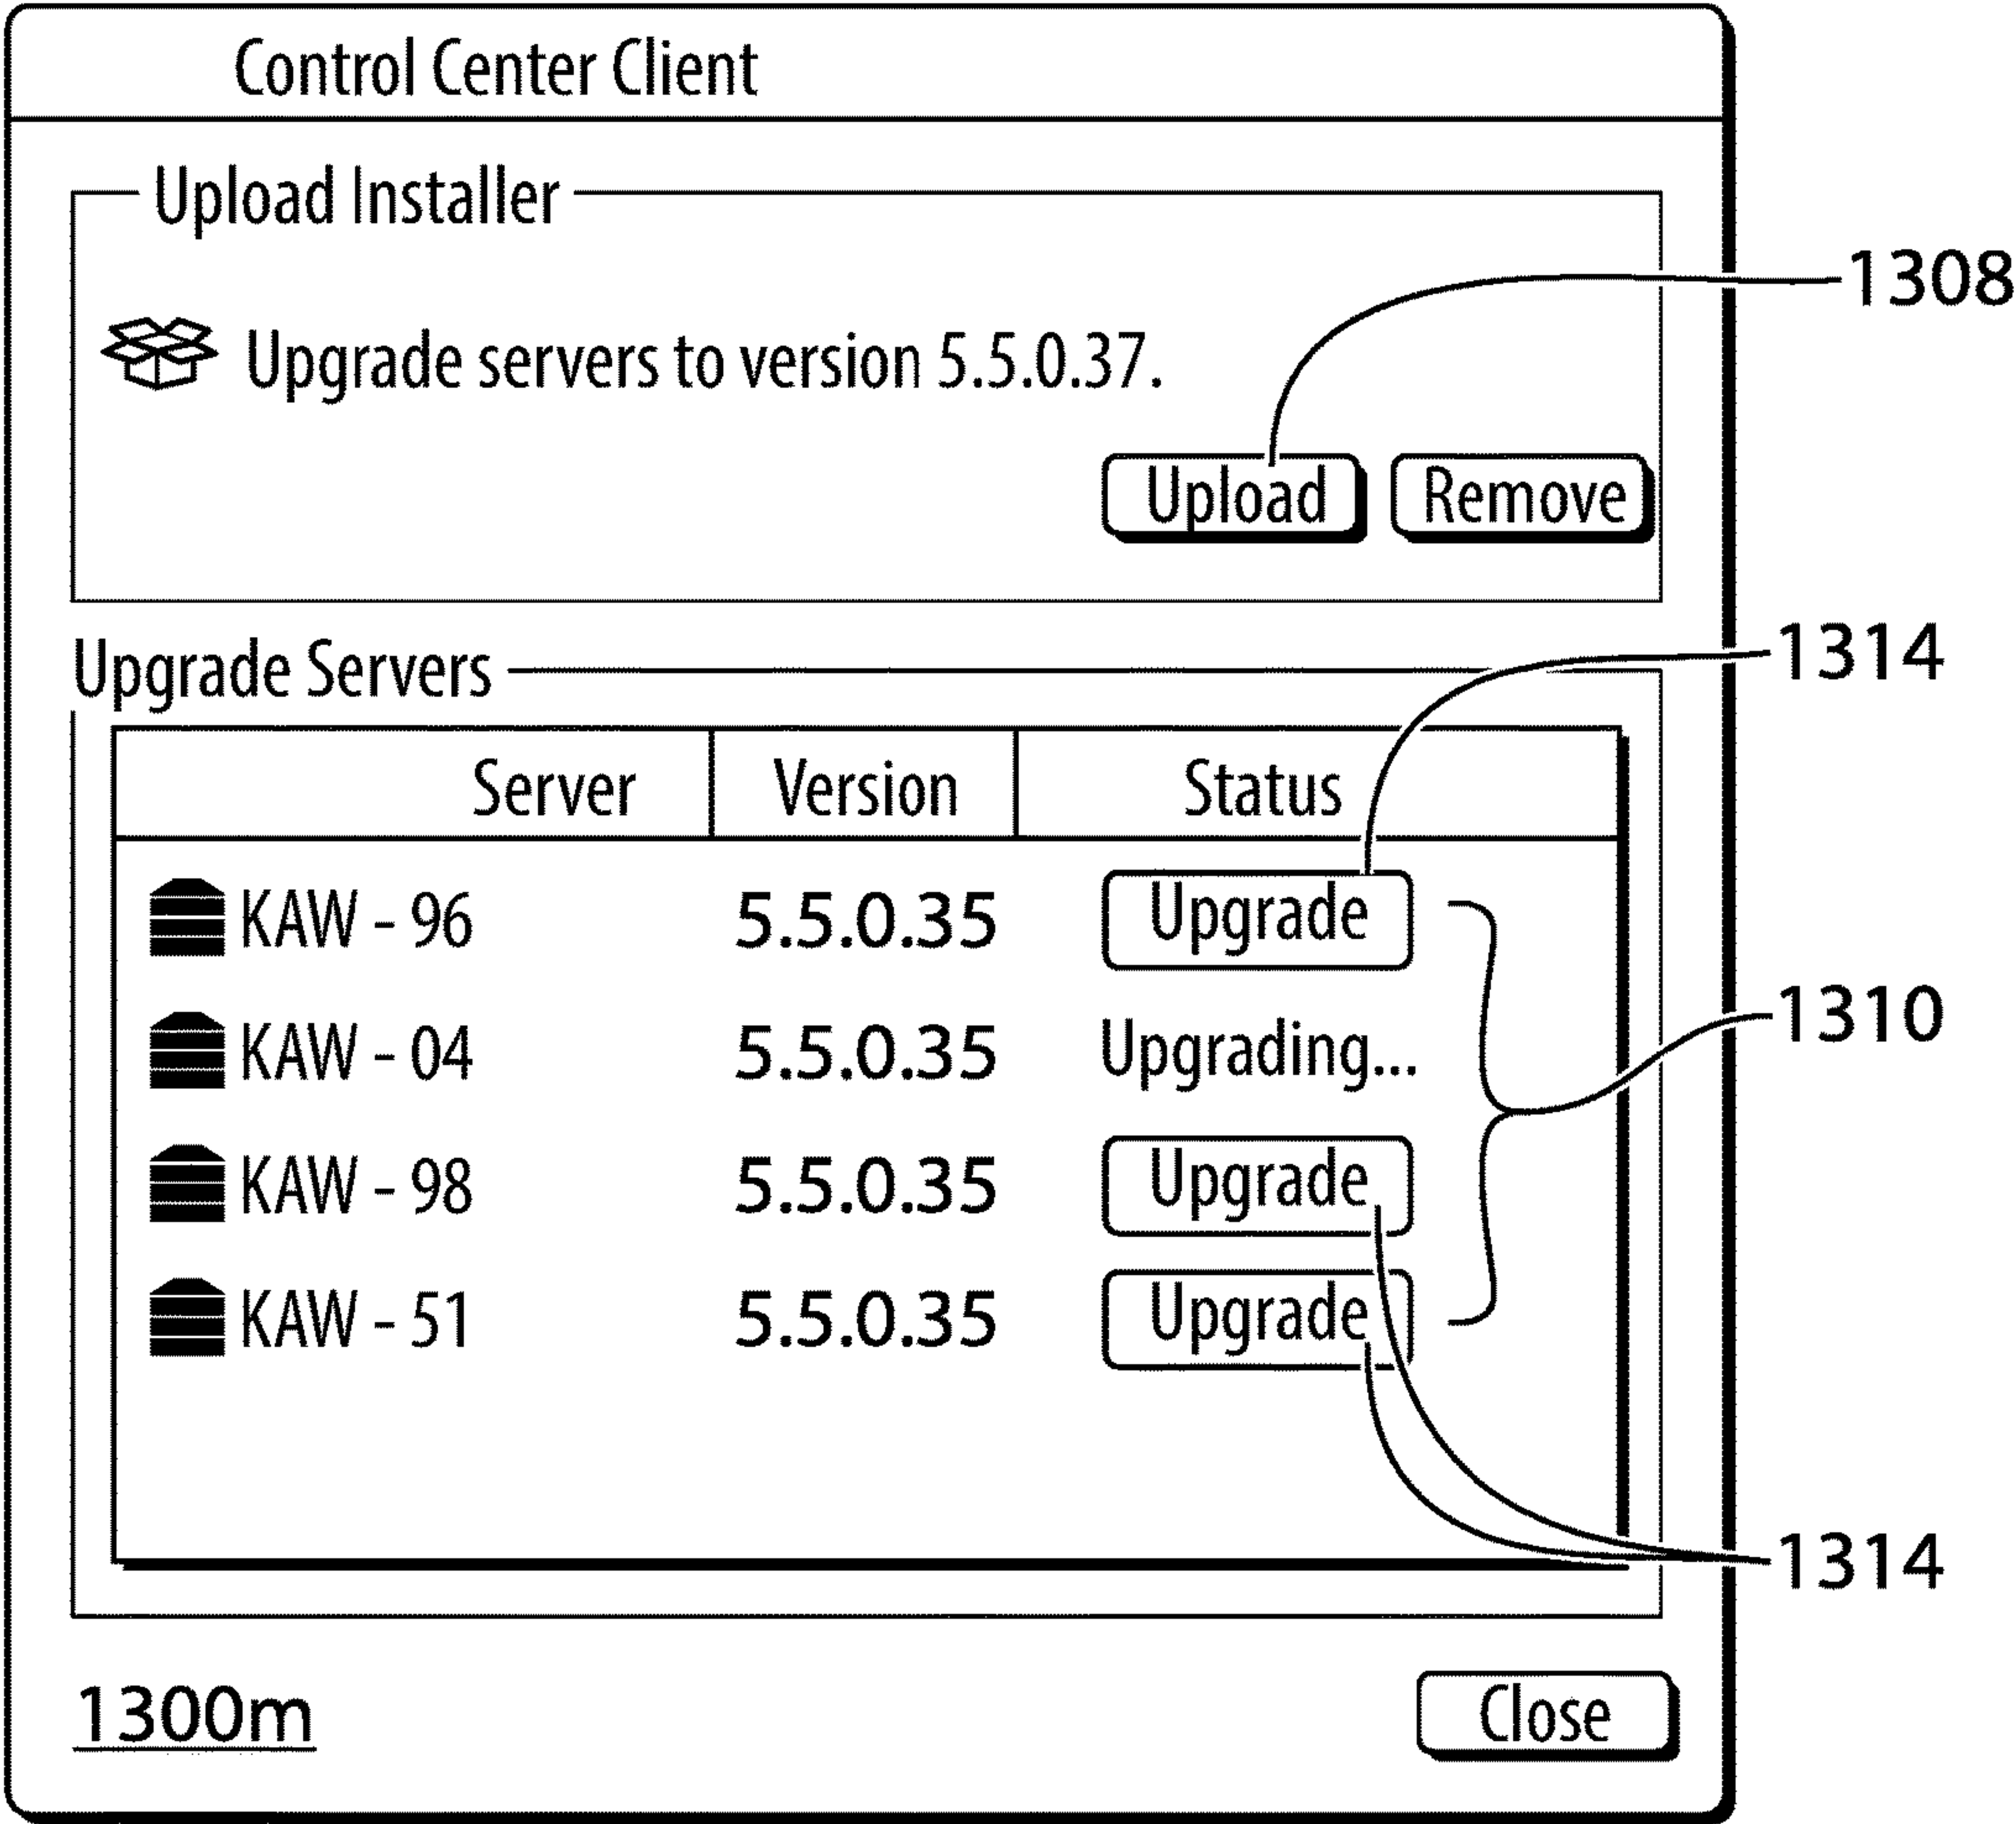 Control Center Client
Upload Installer
1308
Upgrade servers to version 5.5.0.37.
Upload Remove
1314
Upgrade Servers
Server Version Status
KAW - 96 5.5.0.35 Upgrade
1310
KAW - 04 5.5.0.35 Upgrading...
KAW - 98 5.5.0.35 Upgrade
KAW - 51 5.5.0.35 Upgrade
1314
1300m Close